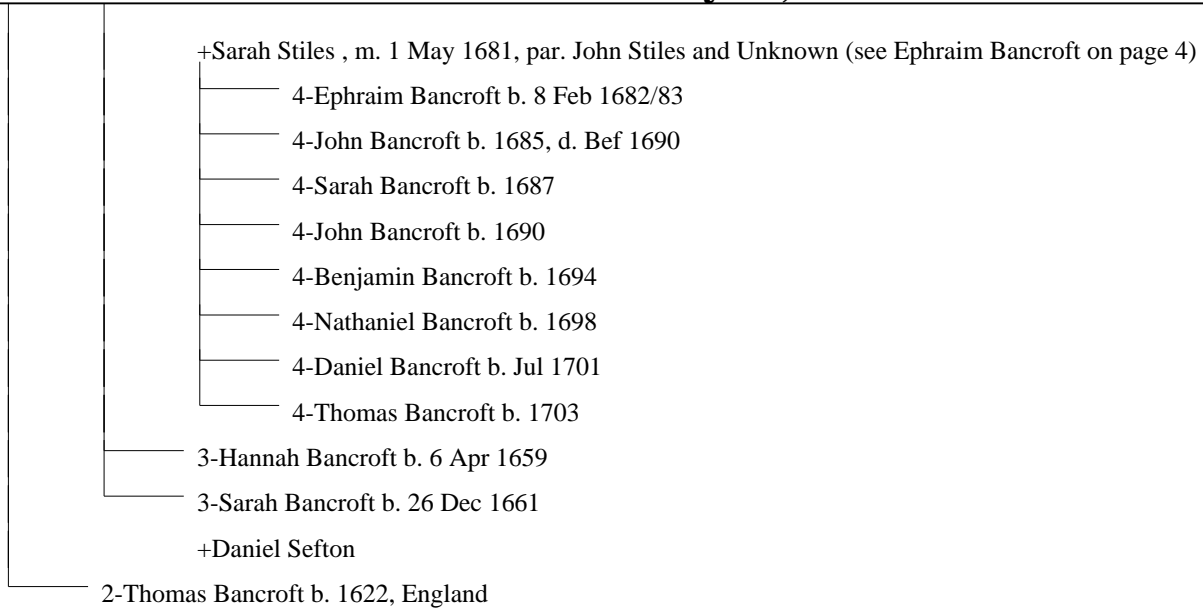 +Sarah Stiles , m. 1 May 1681, par. John Stiles and Unknown (see Ephraim Bancroft on page 4)
4-Ephraim Bancroft b. 8 Feb 1682/83
4-John Bancroft b. 1685, d. Bef 1690
4-Sarah Bancroft b. 1687
4-John Bancroft b. 1690
4-Benjamin Bancroft b. 1694
4-Nathaniel Bancroft b. 1698
4-Daniel Bancroft b. Jul 1701
4-Thomas Bancroft b. 1703
3-Hannah Bancroft b. 6 Apr 1659
3-Sarah Bancroft b. 26 Dec 1661
+Daniel Sefton
2-Thomas Bancroft b. 1622, England